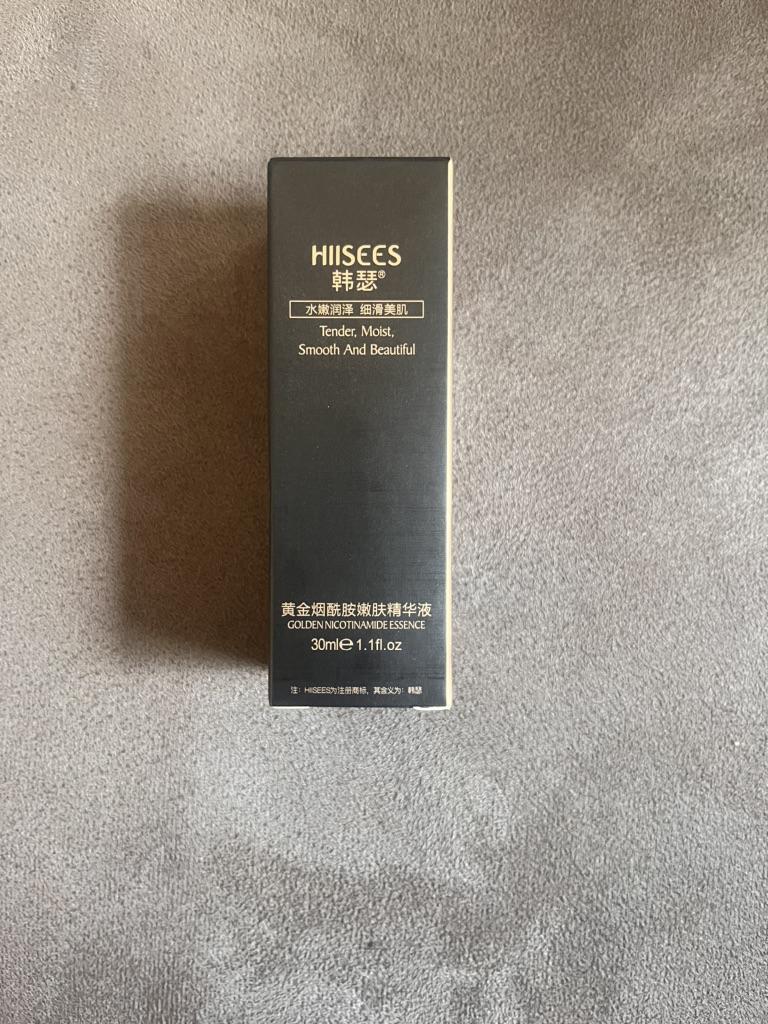 HIISEES
韩瑟®
水嫩润泽 细滑美肌
Tender, Moist,
Smooth And Beautiful
黄金烟酰胺嫩肤精华液
GOLDEN NICOTINAMIDE ESSENCE
30ml℮1.1fl.oz
注：HIISEES为注册商标，其含义为：韩瑟